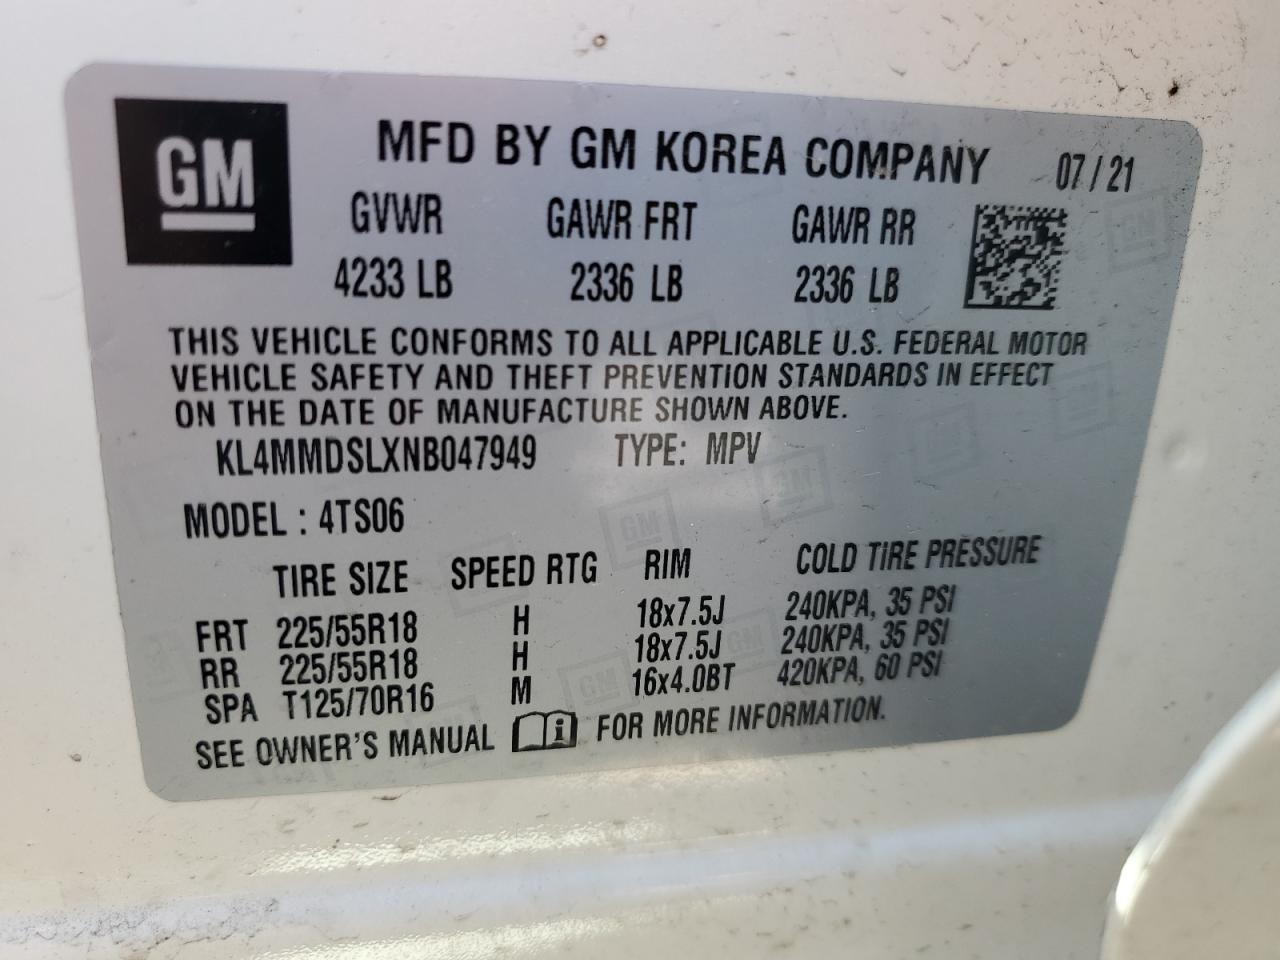 GM
MFD BY GM KOREA COMPANY 07/21
GVWR GAWR FRT GAWR RR
4233 LB 2336 LB 2336 LB
THIS VEHICLE CONFORMS TO ALL APPLICABLE U.S. FEDERAL MOTOR
VEHICLE SAFETY AND THEFT PREVENTION STANDARDS IN EFFECT
ON THE DATE OF MANUFACTURE SHOWN ABOVE.
KL4MMDSLXNB047949 TYPE: MPV
MODEL : 4TS06
TIRE SIZE SPEED RTG RIM COLD TIRE PRESSURE
FRT 225/55R18 H 18x7.5J 240KPA, 35 PSI
RR 225/55R18 H 18x7.5J 240KPA, 35 PSI
SPA T125/70R16 M 16x4.0BT 420KPA, 60 PSI
SEE OWNER'S MANUAL i FOR MORE INFORMATION.